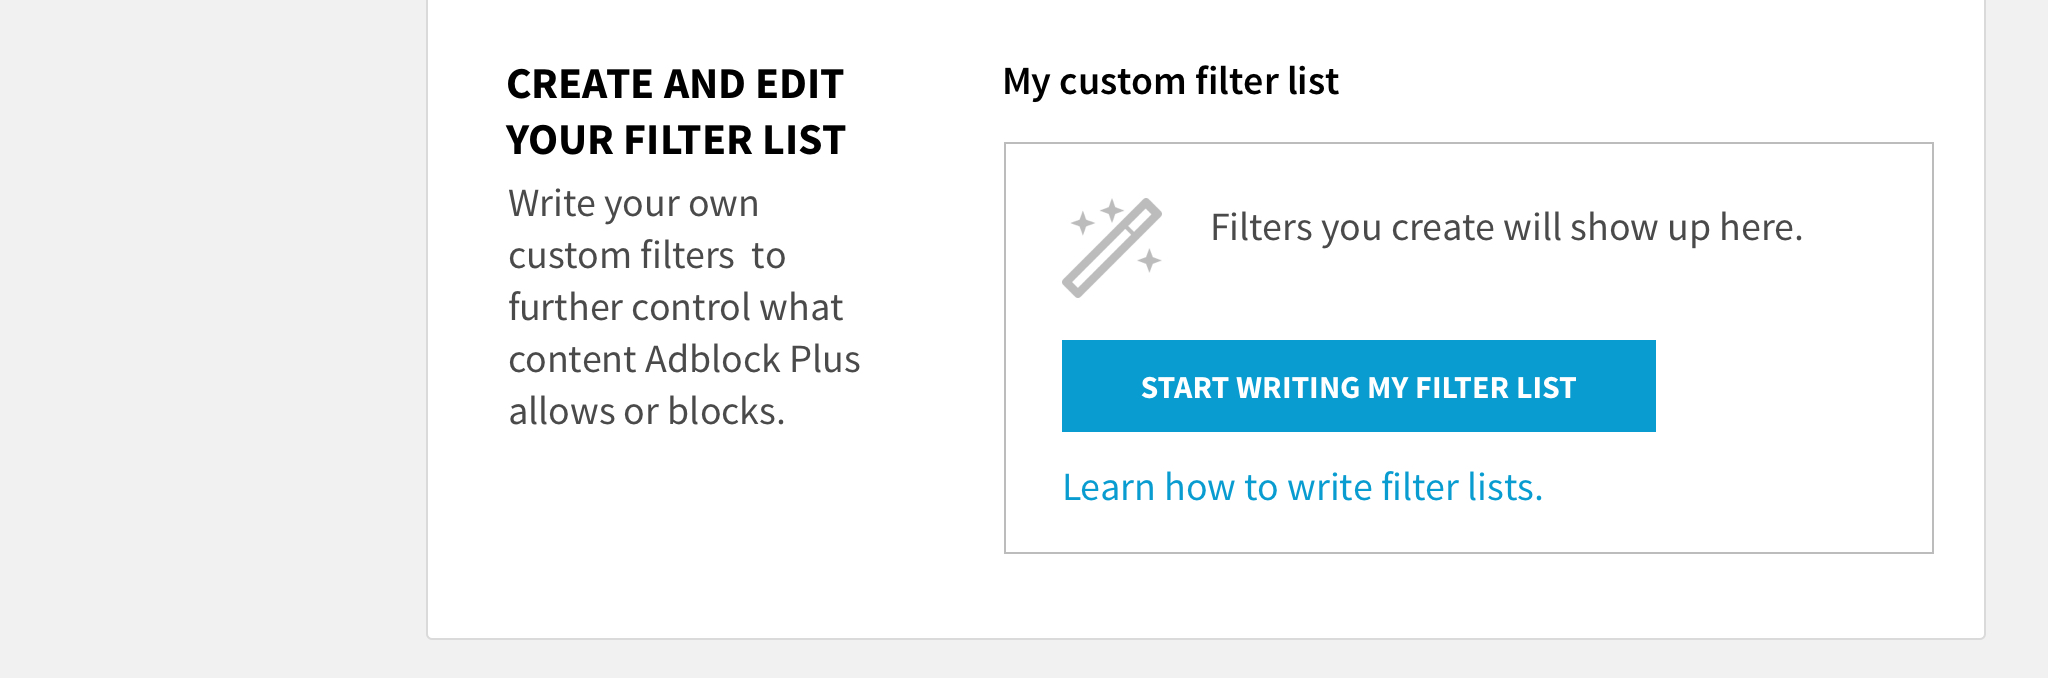 CREATE AND EDIT
YOUR FILTER LIST
Write your own
custom filters  to
further control what
content Adblock Plus
allows or blocks.
My custom filter list
Filters you create will show up here.
START WRITING MY FILTER LIST
Learn how to write filter lists.